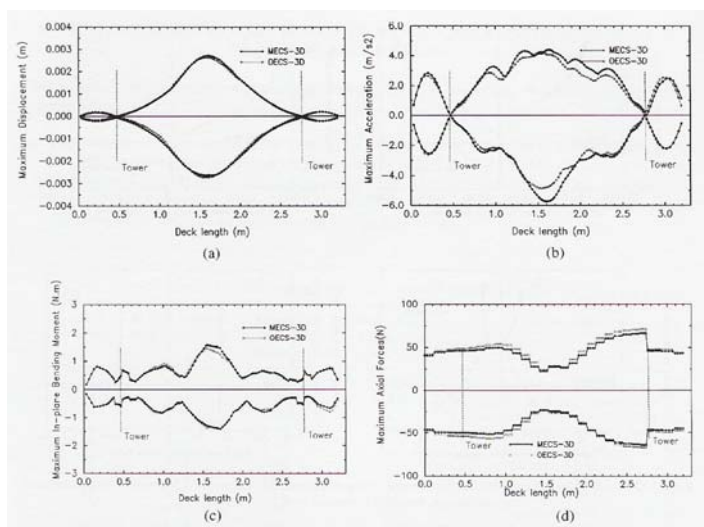 Maximum Displacement (m)
0.004
0.003
0.002
0.001
0.000
-0.001
-0.002
-0.003
-0.004
MECS-3D
OECS-3D
Tower
Tower
0.0 0.5 1.0 1.5 2.0 2.5 3.0
Deck length (m)
(a)
Maximum Acceleration (m/s2)
6.0
4.0
2.0
0.0
-2.0
-4.0
-6.0
MECS-3D
OECS-3D
Tower
Tower
0.0 0.5 1.0 1.5 2.0 2.5 3.0
Deck length (m)
(b)
Maximum In-plane Bending Moment (N.m)
3
2
1
0
1
2
3
MECS-3D
OECS-3D
Tower
Tower
0.0 0.5 1.0 1.5 2.0 2.5 3.0
Deck length (m)
(c)
Maximum Axial Forces(N)
100
50
0
-50
-100
Tower
MECS-3D
OECS-3D
Tower
0.0 0.5 1.0 1.5 2.0 2.5 3.0
Deck length (m)
(d)